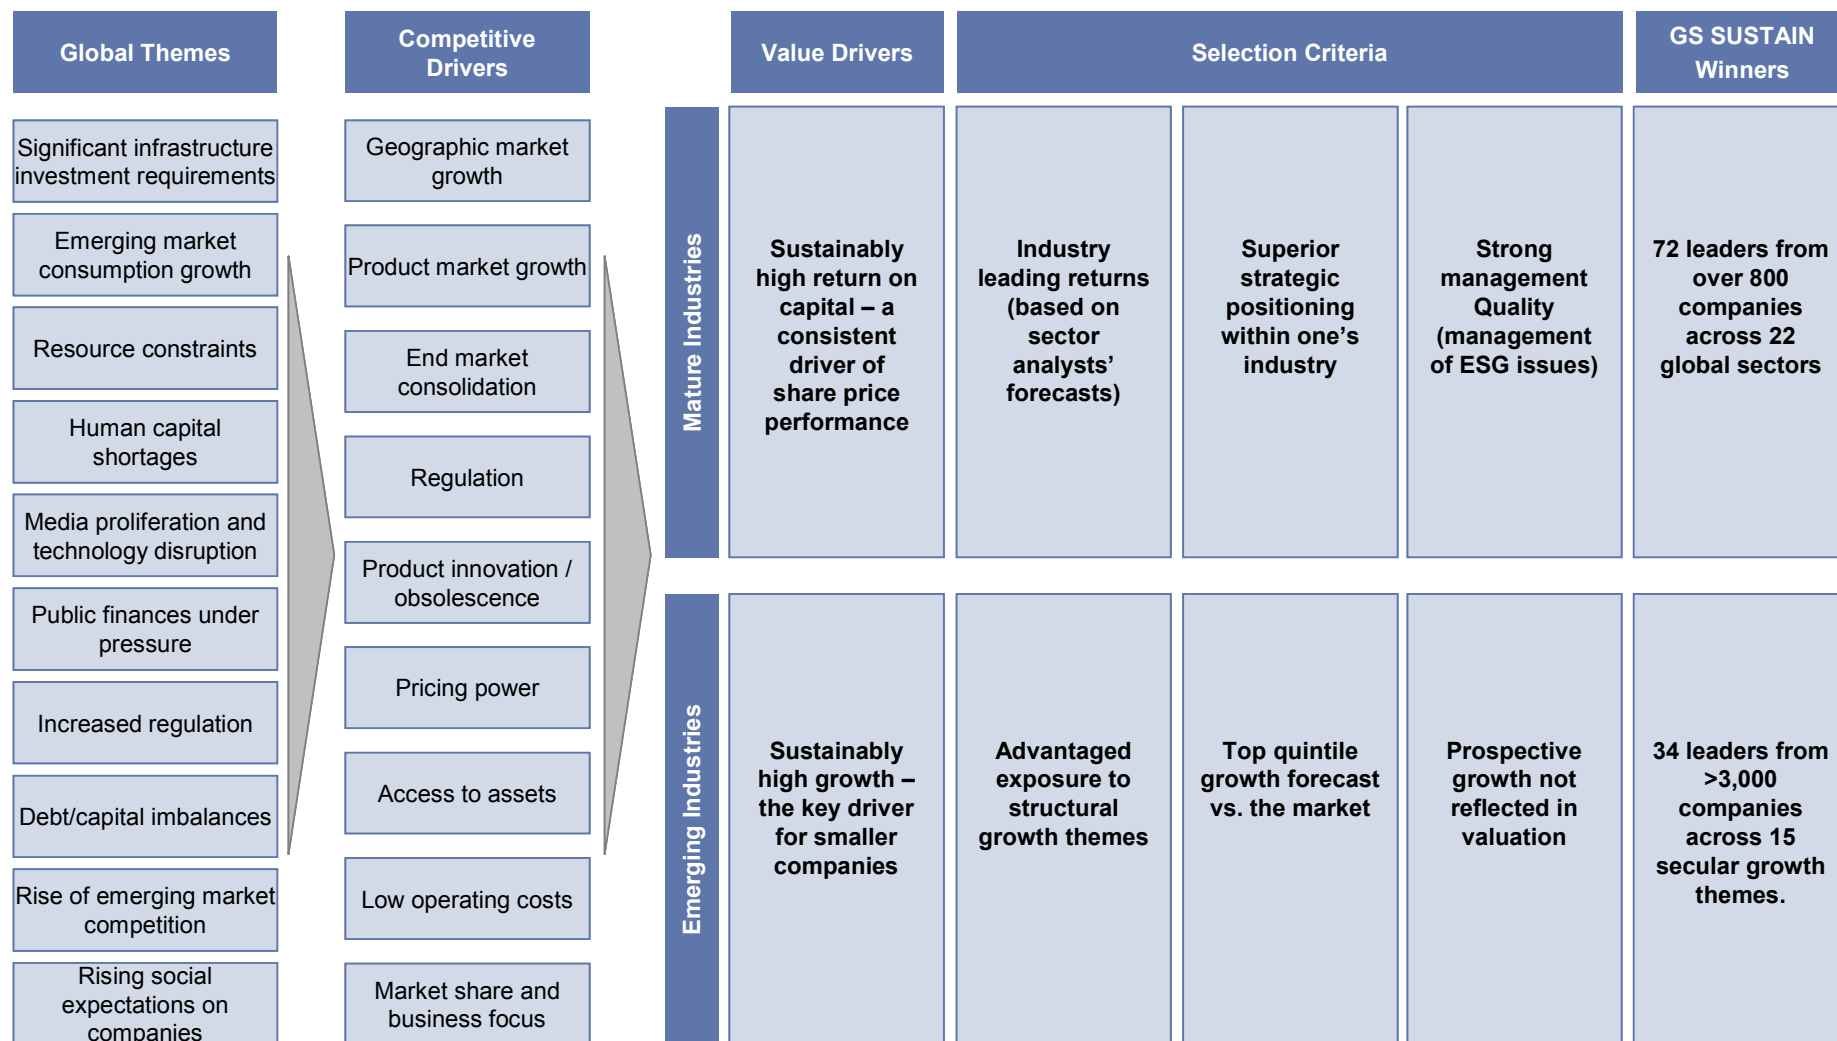 Global Themes
Competitive
Drivers
Value Drivers
Selection Criteria
GS SUSTAIN
Winners
Significant infrastructure
investment requirements
Emerging market
consumption growth
Resource constraints
Human capital
shortages
Media proliferation and
technology disruption
Public finances under
pressure
Increased regulation
Debt/capital imbalances
Rise of emerging market
competition
Rising social
expectations on
companies
Geographic market
growth
Product market growth
End market
consolidation
Regulation
Product innovation /
obsolescence
Pricing power
Access to assets
Low operating costs
Market share and
business focus
Mature Industries
Sustainably
high return on
capital – a
consistent
driver of
share price
performance
Industry
leading returns
(based on
sector
analysts’
forecasts)
Superior
strategic
positioning
within one’s
industry
Strong
management
Quality
(management
of ESG issues)
72 leaders from
over 800
companies
across 22
global sectors
Emerging Industries
Sustainably
high growth –
the key driver
for smaller
companies
Advantaged
exposure to
structural
growth themes
Top quintile
growth forecast
vs. the market
Prospective
growth not
reflected in
valuation
34 leaders from
>3,000
companies
across 15
secular growth
themes.